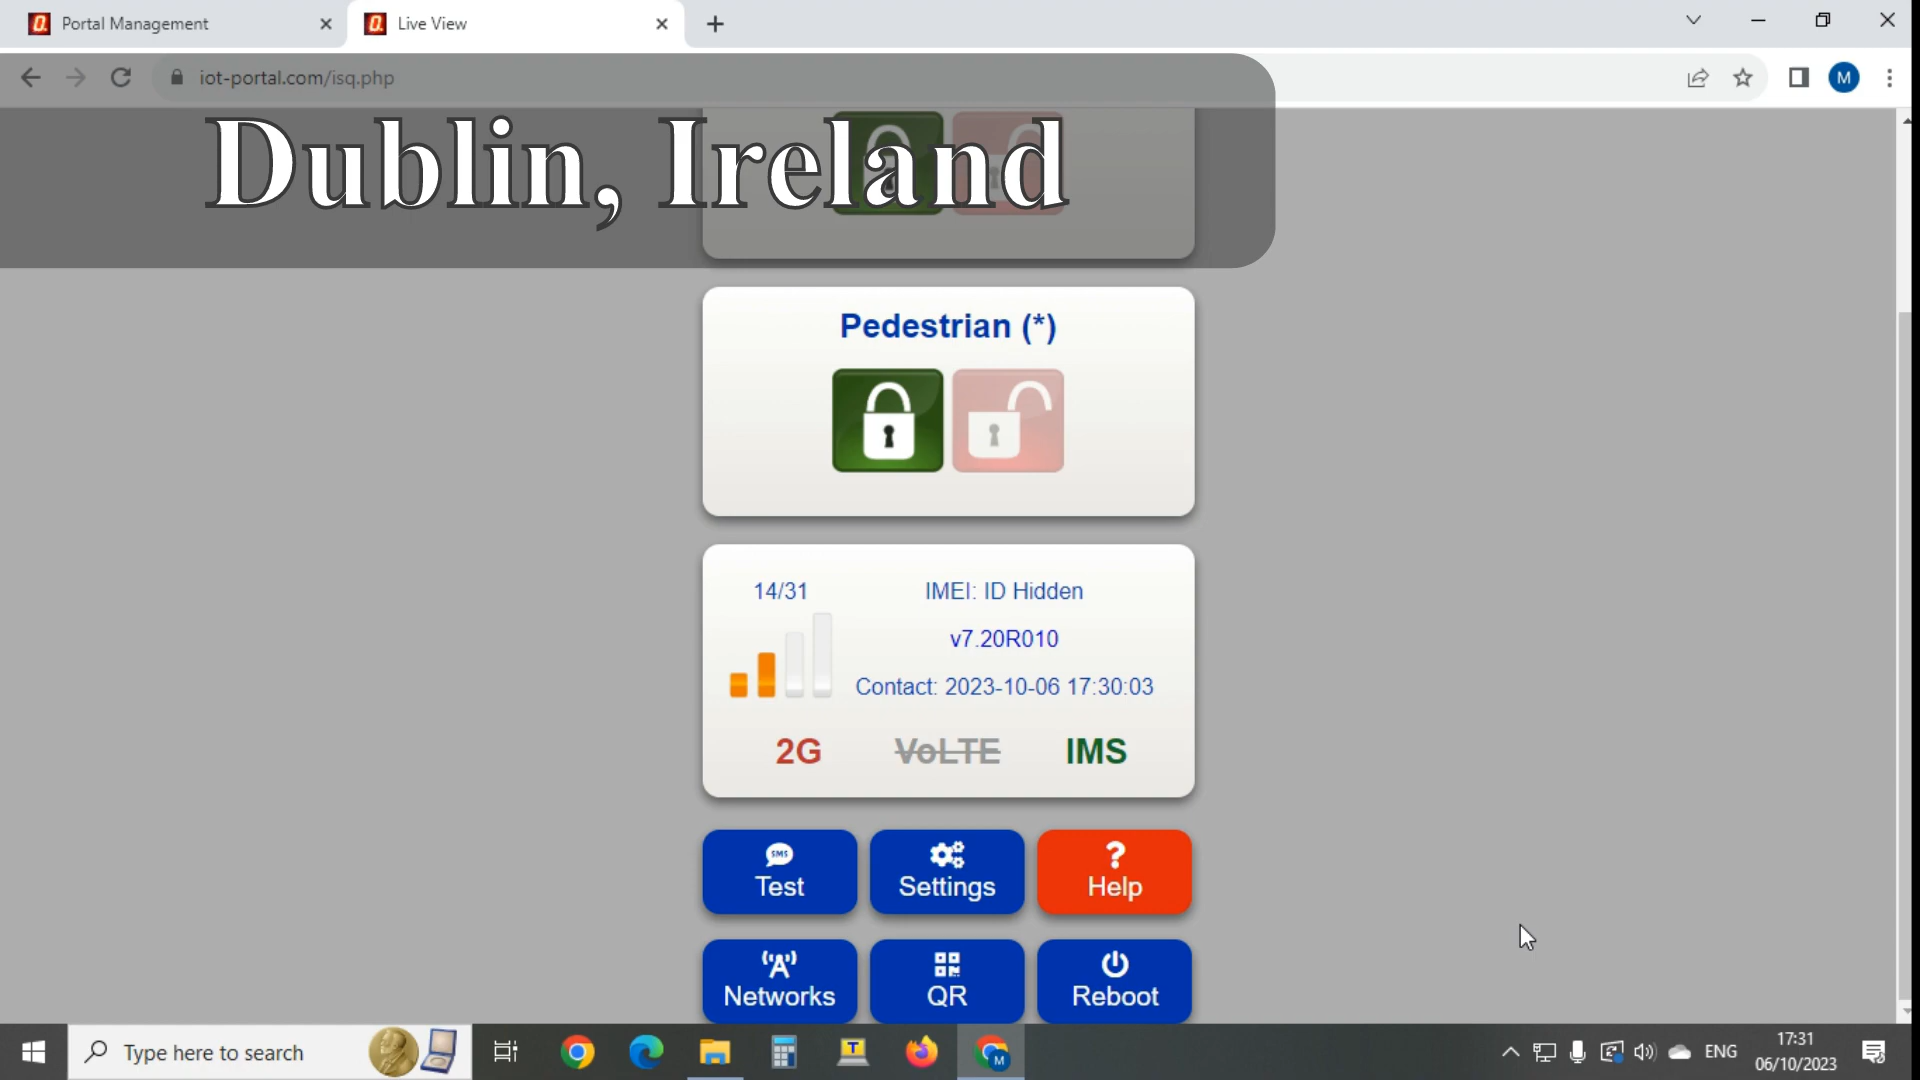 Portal Management
Live View
iot-portal.com/isq.php
M
Dublin, Ireland
Pedestrian (*)
14/31
IMEI: ID Hidden
v7.20R010
Contact: 2023-10-06 17:30:03
2G
VoLTE
IMS
SMS
Test
Settings
?
Help
Networks
QR
Reboot
Type here to search
T
M
ENG
17:31
06/10/2023